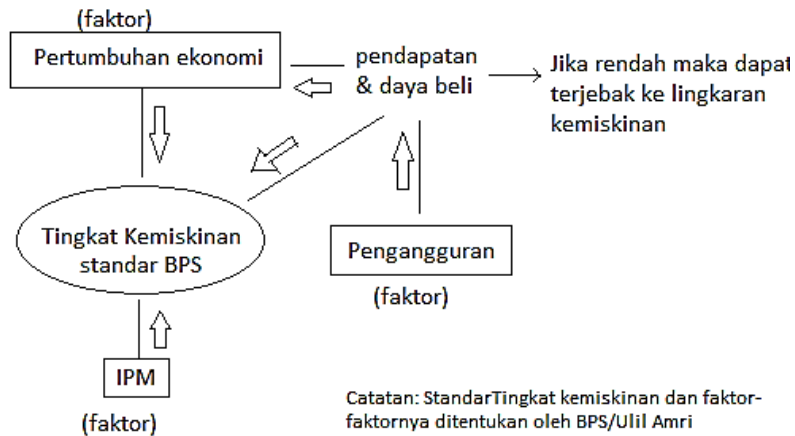 (faktor)
Pertumbuhan ekonomi
pendapatan
& daya beli
Jika rendah maka dapat
terjebak ke lingkaran
kemiskinan
Tingkat Kemiskinan
standar BPS
Pengangguran
(faktor)
IPM
(faktor)
Catatan: StandarTingkat kemiskinan dan faktor-
faktornya ditentukan oleh BPS/Ulil Amri